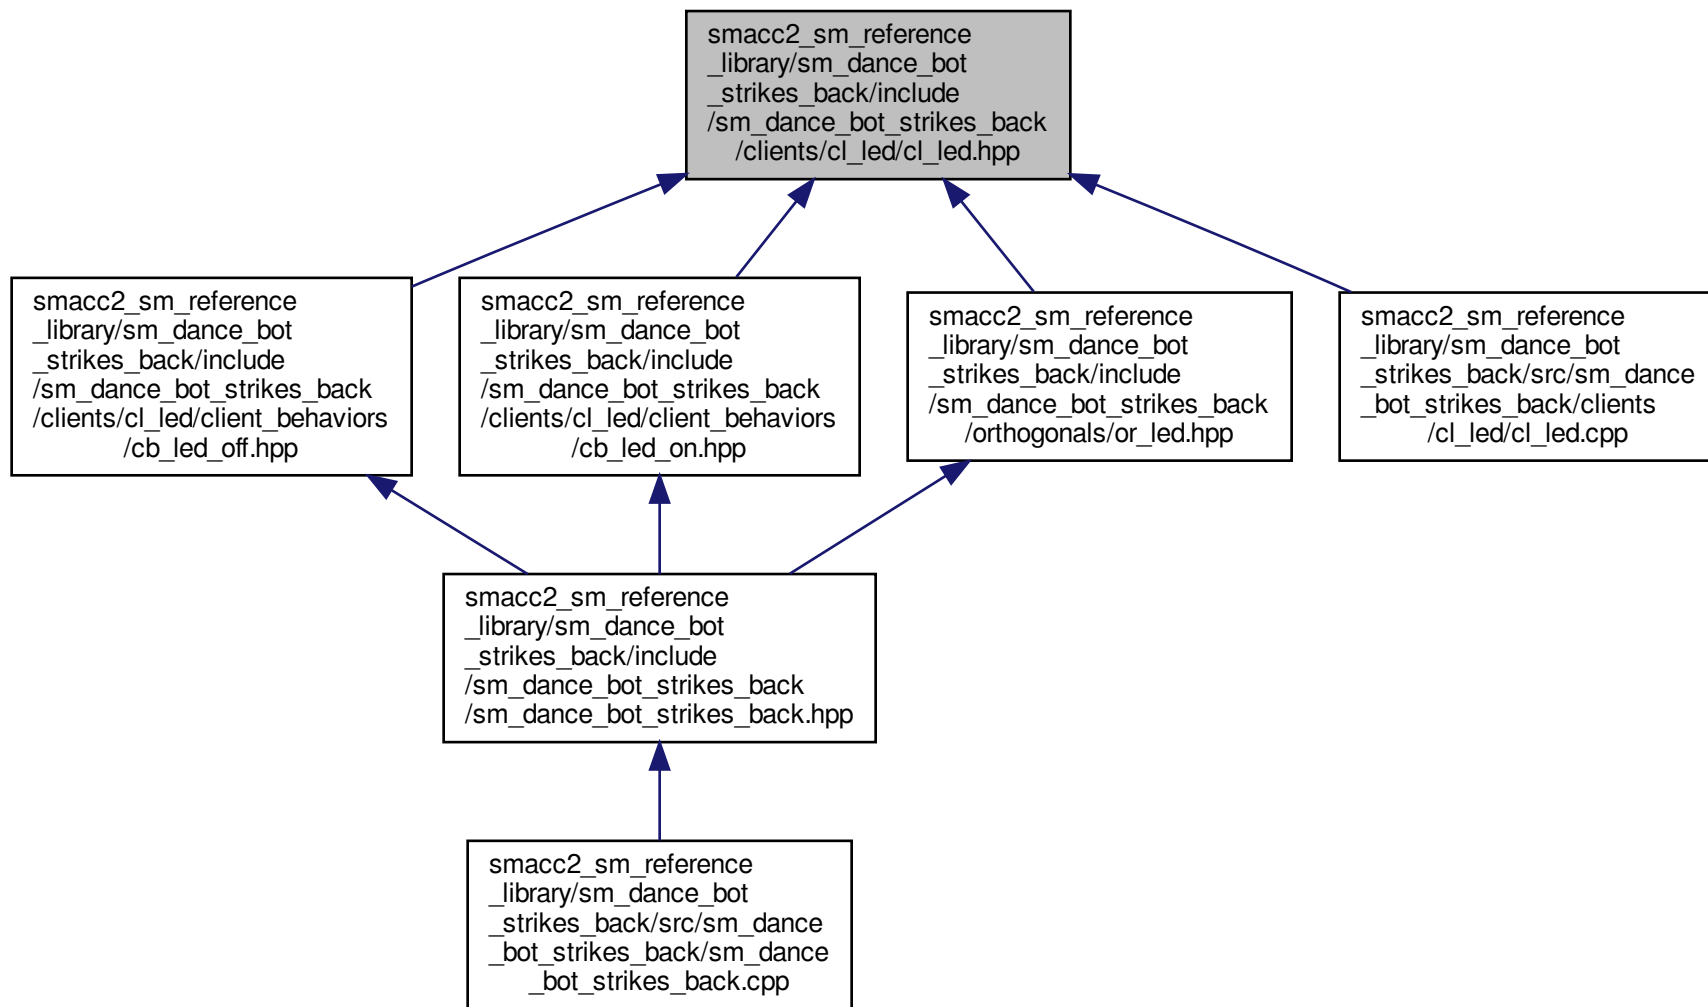 smacc2_sm_reference
_library/sm_dance_bot
_strikes_back/include
/sm_dance_bot_strikes_back
/clients/cl_led/cl_led.hpp
smacc2_sm_reference
_library/sm_dance_bot
_strikes_back/include
/sm_dance_bot_strikes_back
/clients/cl_led/client_behaviors
/cb_led_off.hpp
smacc2_sm_reference
_library/sm_dance_bot
_strikes_back/include
/sm_dance_bot_strikes_back
/clients/cl_led/client_behaviors
/cb_led_on.hpp
smacc2_sm_reference
_library/sm_dance_bot
_strikes_back/include
/sm_dance_bot_strikes_back
/orthogonals/or_led.hpp
smacc2_sm_reference
_library/sm_dance_bot
_strikes_back/src/sm_dance
_bot_strikes_back/clients
/cl_led/cl_led.cpp
smacc2_sm_reference
_library/sm_dance_bot
_strikes_back/include
/sm_dance_bot_strikes_back
/sm_dance_bot_strikes_back.hpp
smacc2_sm_reference
_library/sm_dance_bot
_strikes_back/src/sm_dance
_bot_strikes_back/sm_dance
_bot_strikes_back.cpp